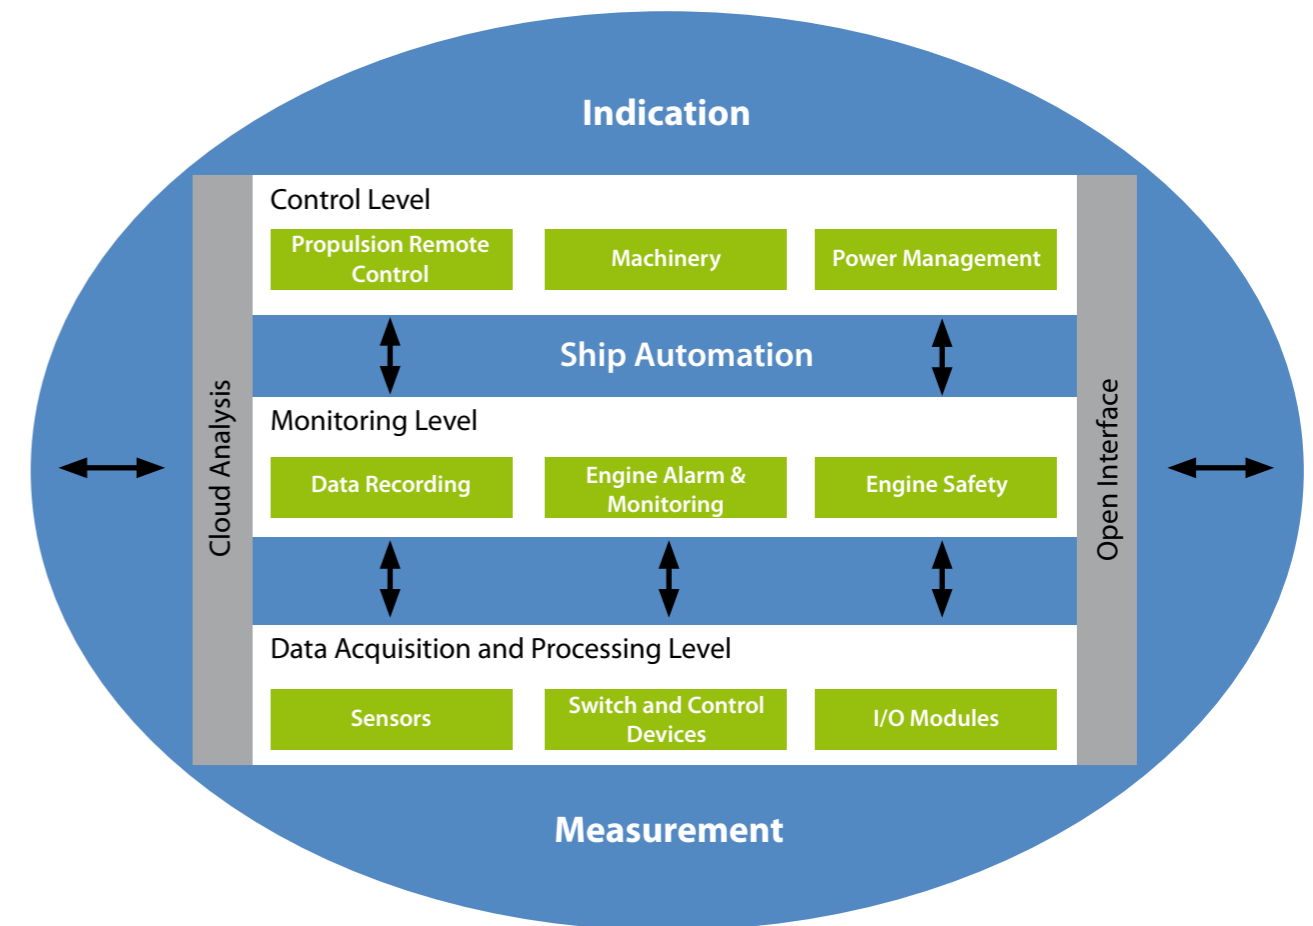 Indication
Control Level
Propulsion Remote
Control
Machinery
Power Management
Ship Automation
Cloud Analysis
Open Interface
Monitoring Level
Data Recording
Engine Alarm &
Monitoring
Engine Safety
Data Acquisition and Processing Level
Sensors
Switch and Control
Devices
I/O Modules
Measurement